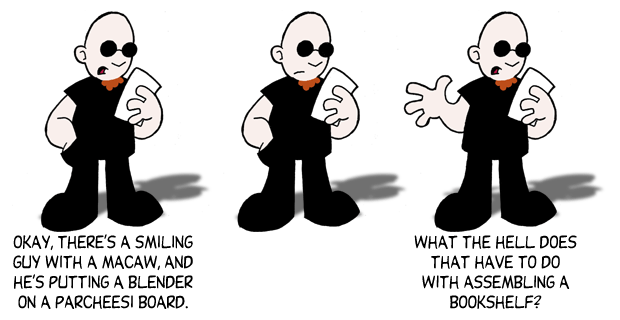 OKAY, THERE'S A SMILING
GUY WITH A MACAW, AND
HE'S PUTTING A BLENDER
ON A PARCHEESI BOARD.
WHAT THE HELL DOES
THAT HAVE TO DO
WITH ASSEMBLING A
BOOKSHELF?